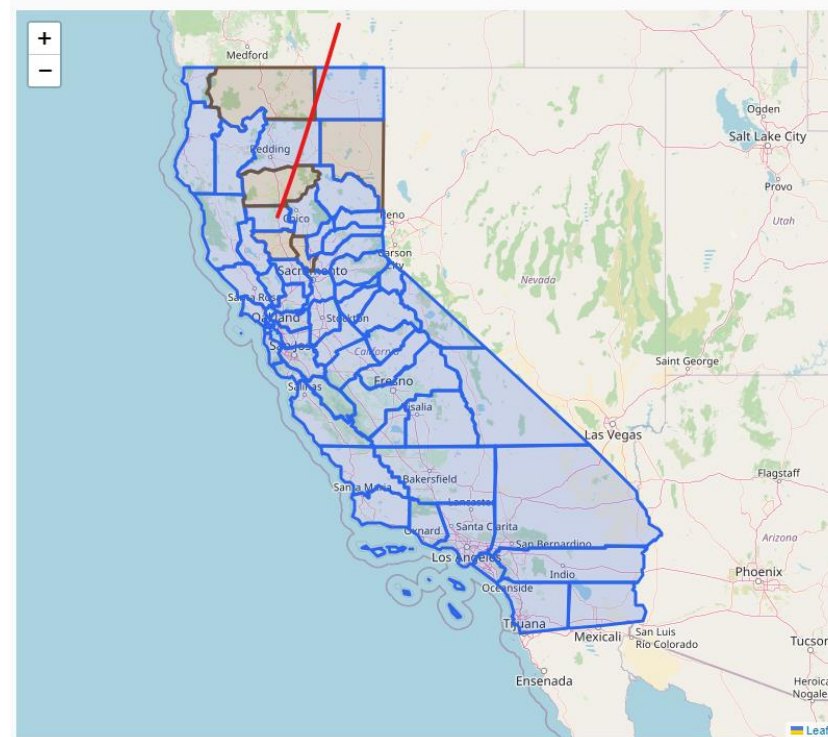 +
−
Medford
Redding
Ogden
Salt Lake City
Provo
Chico
Reno
Utah
Carson
City
Sacramento
Nevada
Santa Rosa
Oakland
Stockton
San Jose
California
Saint George
Salinas
Fresno
Visalia
Las Vegas
Bakersfield
Flagstaff
Santa Maria
Lancaster
Oxnard
Santa Clarita
San Bernardino
Arizona
Los Angeles
Indio
Phoenix
Oceanside
Tijuana
Mexicali
San Luis
Río Colorado
Tucson
Ensenada
Heroica
Nogales
Leaf